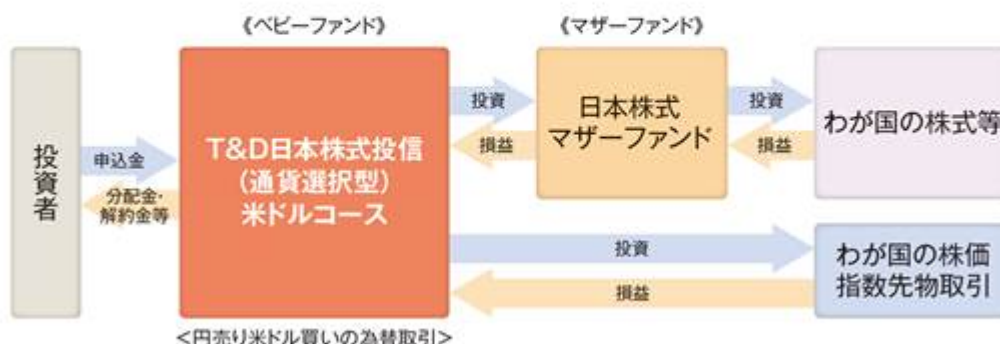 《ベビーファンド》
《マザーファンド》
投資者
申込金
分配金・
解約金等
T&D日本株式投信
(通貨選択型)
米ドルコース
投資
損益
日本株式
マザーファンド
投資
損益
わが国の株式等
投資
損益
わが国の株価
指数先物取引
<円売り米ドル買いの為替取引>